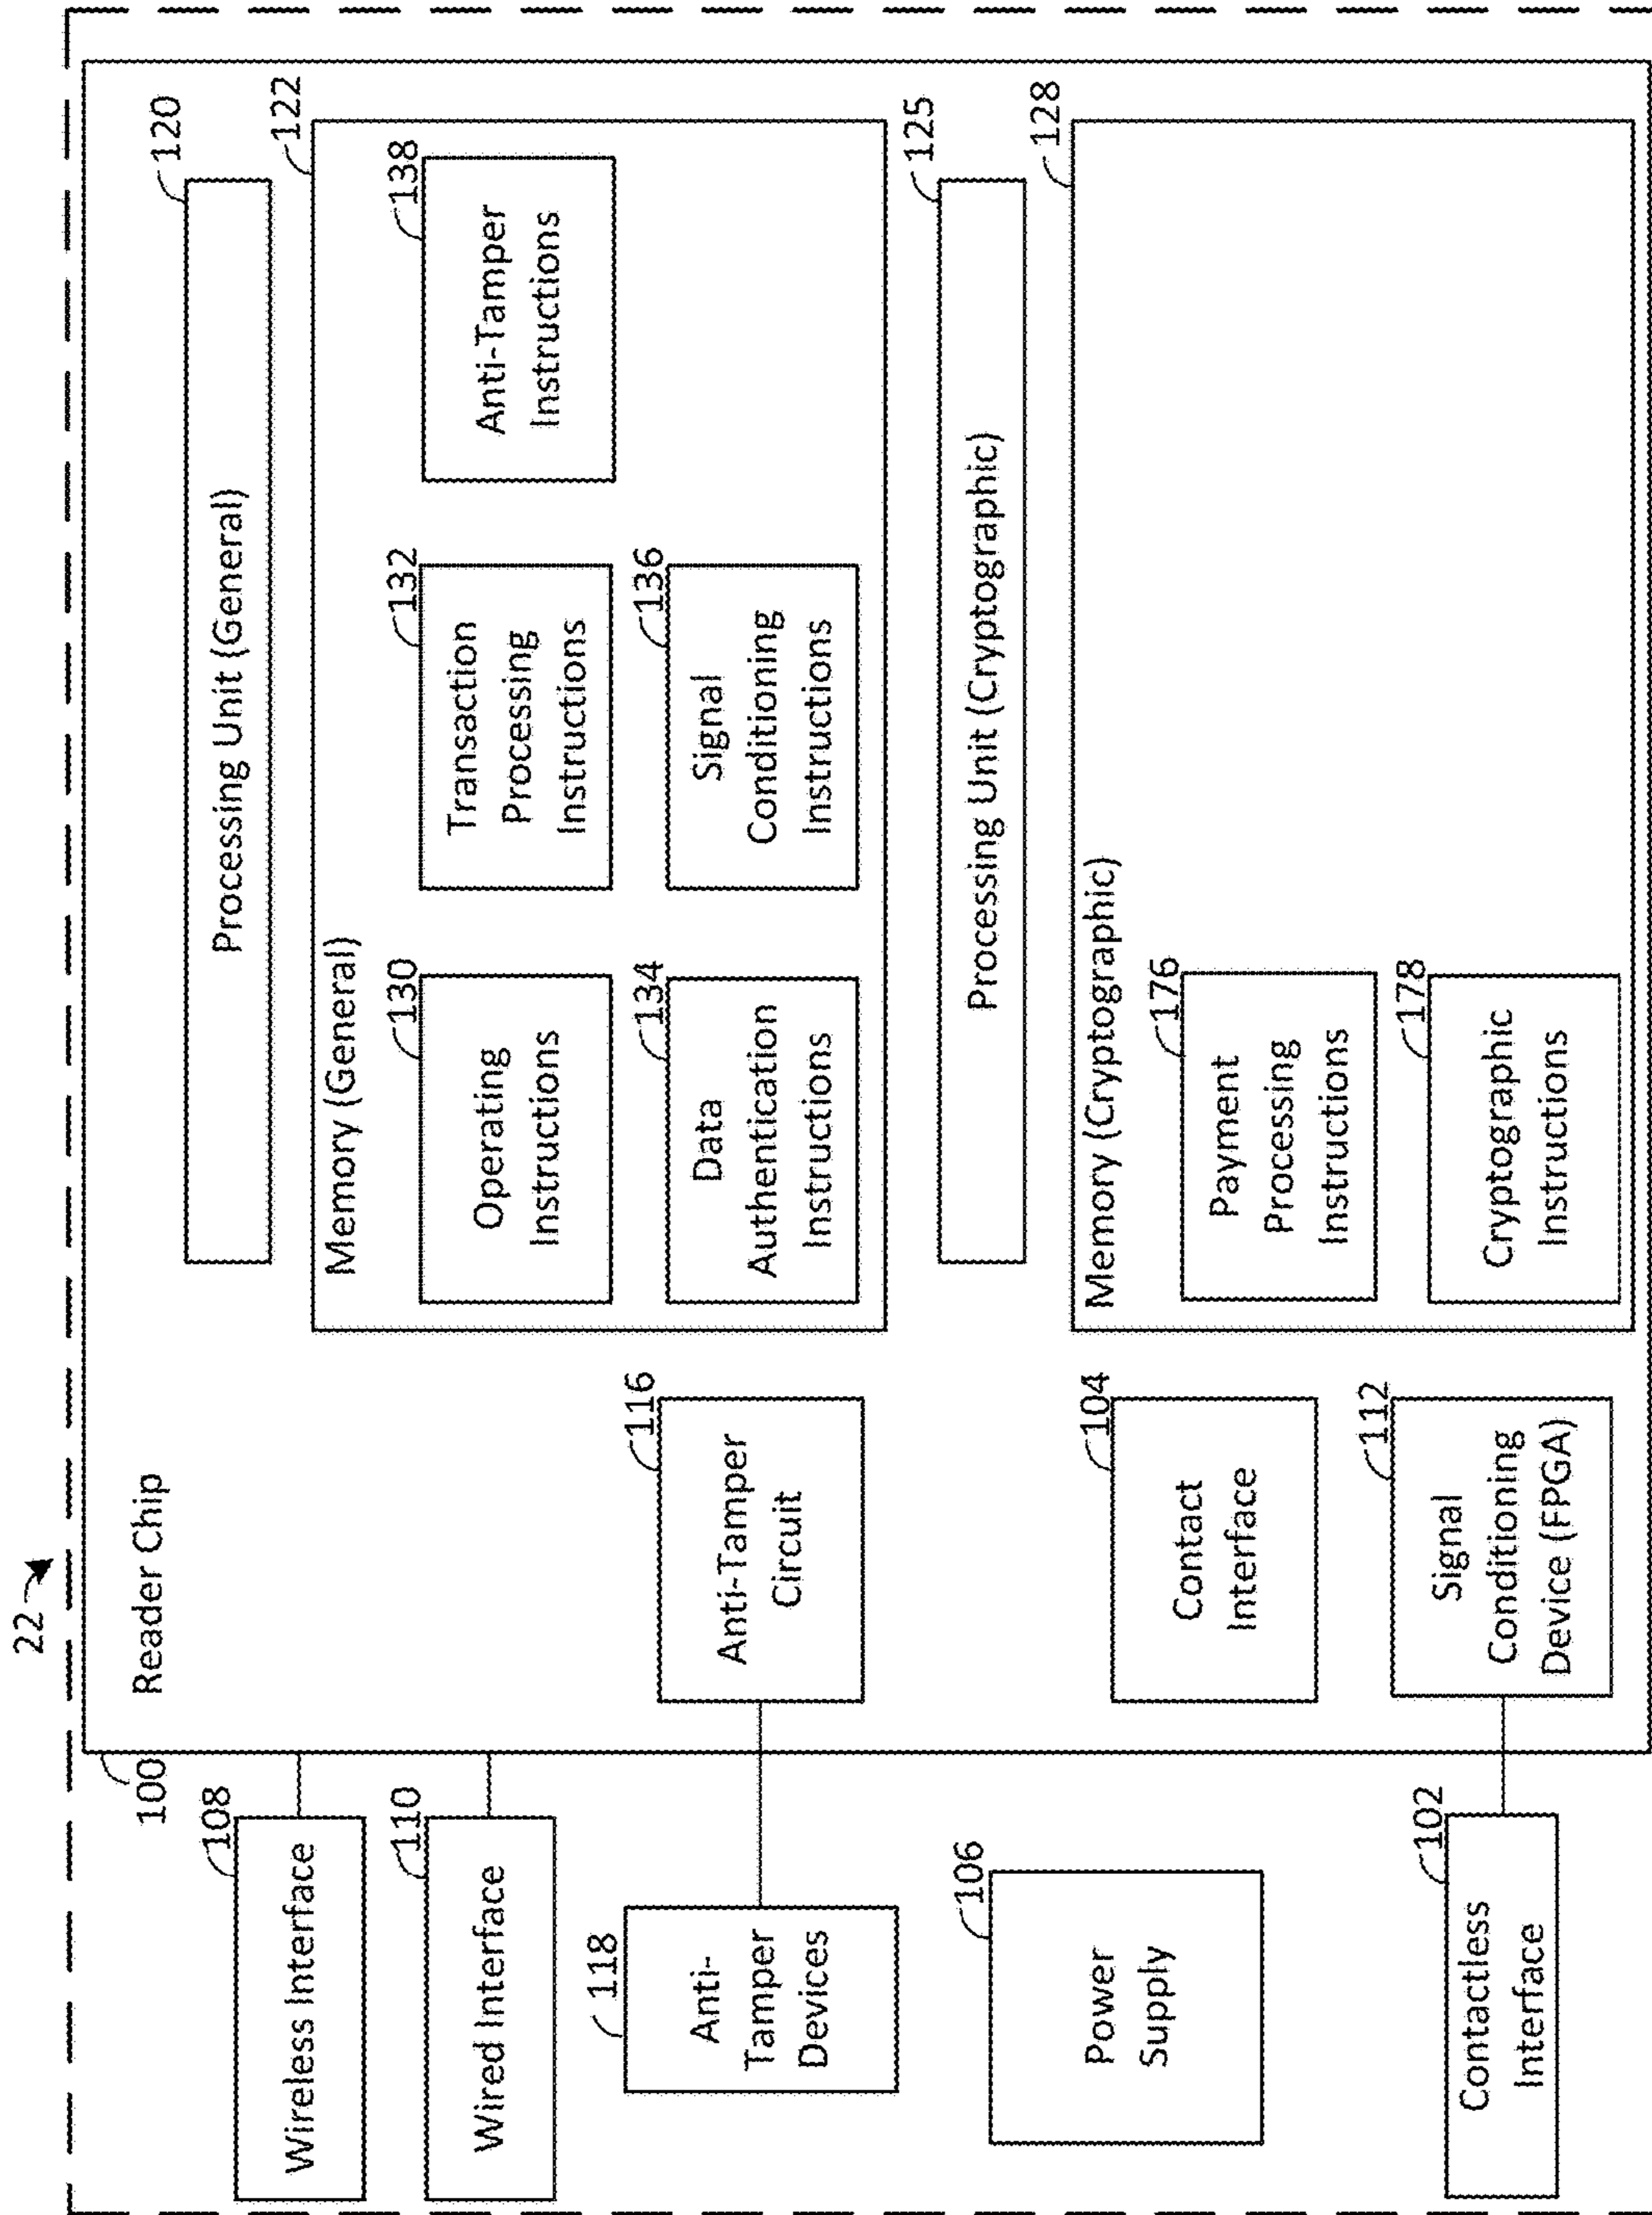 22
100
Reader Chip
108
Wireless Interface
110
Wired Interface
118
Anti-
Tamper
Devices
106
Power
Supply
102
Contactless
Interface
116
Anti-Tamper
Circuit
104
Contact
Interface
112
Signal
Conditioning
Device (FPGA)
120
Processing Unit (General)
122
Memory (General)
130
Operating
Instructions
132
Transaction
Processing
Instructions
138
Anti-Tamper
Instructions
134
Data
Authentication
Instructions
136
Signal
Conditioning
Instructions
125
Processing Unit (Cryptographic)
128
Memory (Cryptographic)
176
Payment
Processing
Instructions
178
Cryptographic
Instructions